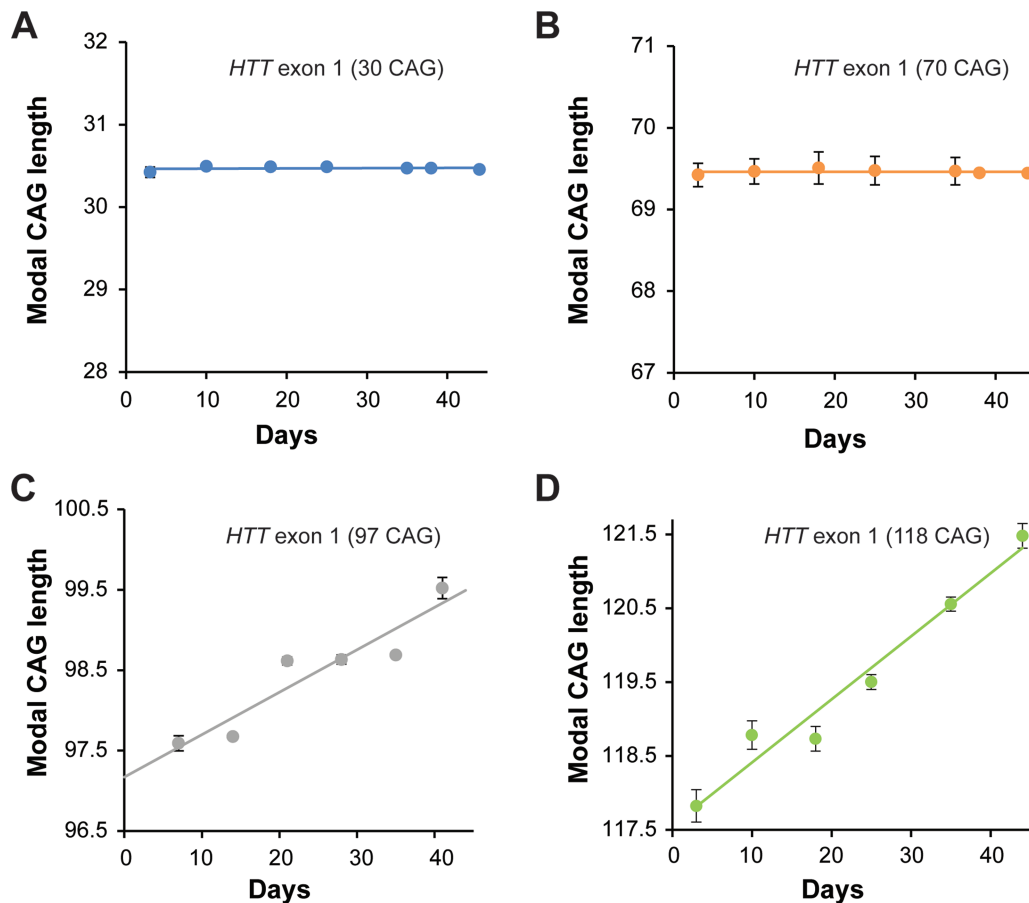 A
HTT exon 1 (30 CAG)
Modal CAG length
32
31
30
29
28
0 10 20 30 40
Days
B
HTT exon 1 (70 CAG)
Modal CAG length
71
70
69
68
67
0 10 20 30 40
Days
C
HTT exon 1 (97 CAG)
Modal CAG length
100.5
99.5
98.5
97.5
96.5
0 10 20 30 40
Days
D
HTT exon 1 (118 CAG)
Modal CAG length
121.5
120.5
119.5
118.5
117.5
0 10 20 30 40
Days